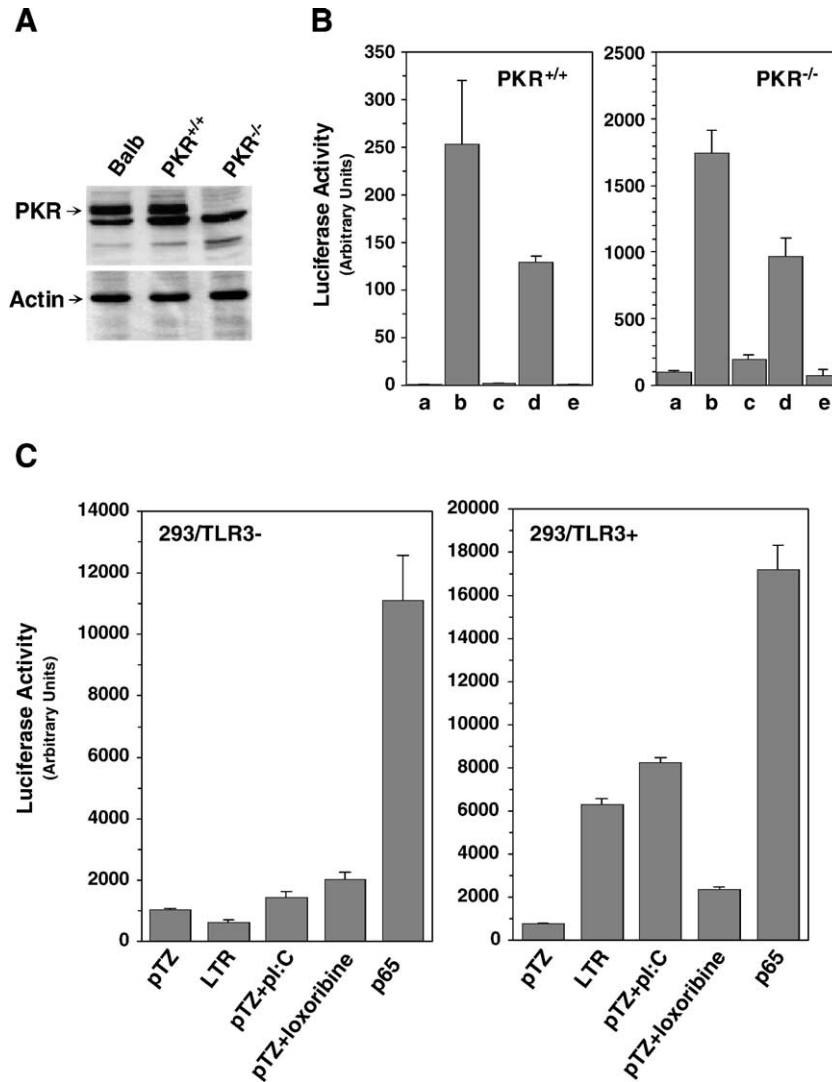 A
Balb
PKR+/+
PKR-/-
PKR→
Actin→
B
Luciferase Activity
(Arbitrary Units)
350
300
250
200
150
100
50
0
PKR+/+
a b c d e
2500
2000
1500
1000
500
0
PKR-/-
a b c d e
C
Luciferase Activity
(Arbitrary Units)
14000
12000
10000
8000
6000
4000
2000
0
293/TLR3-
pTZ
LTR
pTZ+pI:C
pTZ+loxoribine
p65
20000
18000
16000
14000
12000
10000
8000
6000
4000
2000
0
293/TLR3+
pTZ
LTR
pTZ+pI:C
pTZ+loxoribine
p65